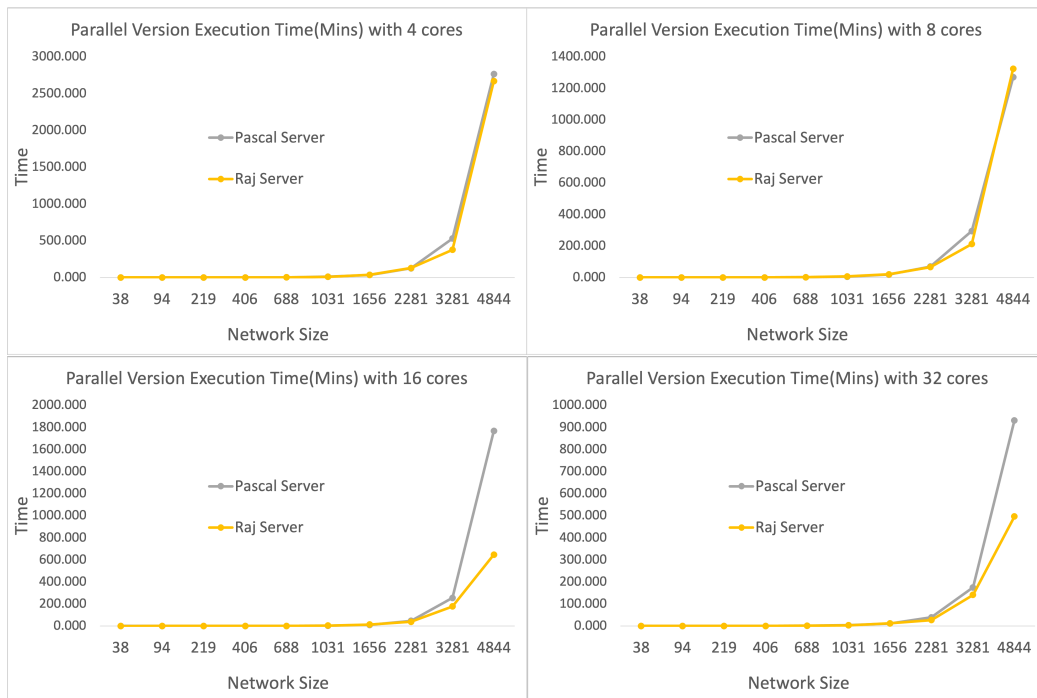 Parallel Version Execution Time(Mins) with 4 cores
3000.000
2500.000
2000.000
1500.000
1000.000
500.000
0.000
Time
Pascal Server
Raj Server
38 94 219 406 688 1031 1656 2281 3281 4844
Network Size
Parallel Version Execution Time(Mins) with 8 cores
1400.000
1200.000
1000.000
800.000
600.000
400.000
200.000
0.000
Time
Pascal Server
Raj Server
38 94 219 406 688 1031 1656 2281 3281 4844
Network Size
Parallel Version Execution Time(Mins) with 16 cores
2000.000
1800.000
1600.000
1400.000
1200.000
1000.000
800.000
600.000
400.000
200.000
0.000
Time
Pascal Server
Raj Server
38 94 219 406 688 1031 1656 2281 3281 4844
Network Size
Parallel Version Execution Time(Mins) with 32 cores
1000.000
900.000
800.000
700.000
600.000
500.000
400.000
300.000
200.000
100.000
0.000
Time
Pascal Server
Raj Server
38 94 219 406 688 1031 1656 2281 3281 4844
Network Size